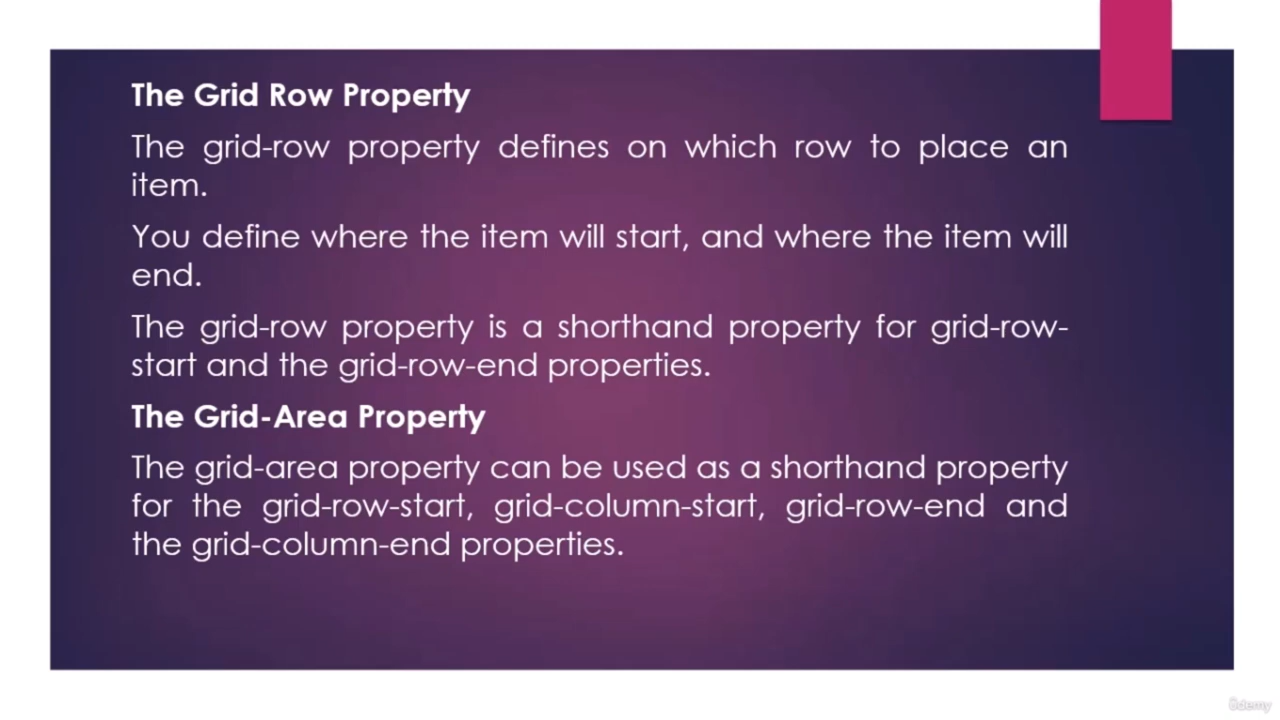 The Grid Row Property
The grid-row property defines on which row to place an
item.
You define where the item will start, and where the item will
end.
The grid-row property is a shorthand property for grid-row-
start and the grid-row-end properties.
The Grid-Area Property
The grid-area property can be used as a shorthand property
for the grid-row-start, grid-column-start, grid-row-end and
the grid-column-end properties.
ûdemy